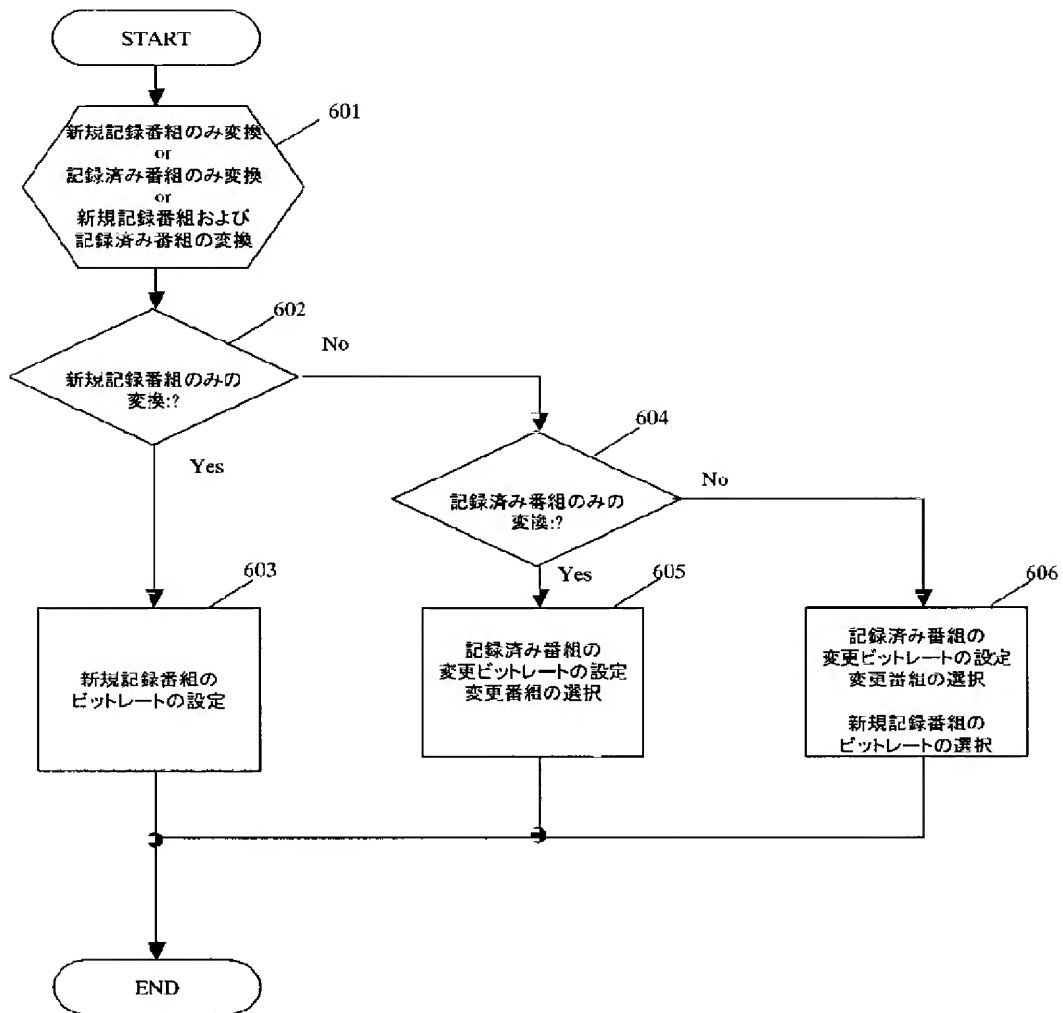 START
601
新規記録番組のみ変換
or
記録済み番組のみ変換
or
新規記録番組および
記録済み番組の変換
602
No
新規記録番組のみの
変換:?
Yes
604
No
記録済み番組のみの
変換:?
Yes
603
新規記録番組の
ビットレートの設定
605
記録済み番組の
変更ビットレートの設定
変更番組の選択
606
記録済み番組の
変更ビットレートの設定
変更番組の選択
新規記録番組の
ビットレートの選択
END